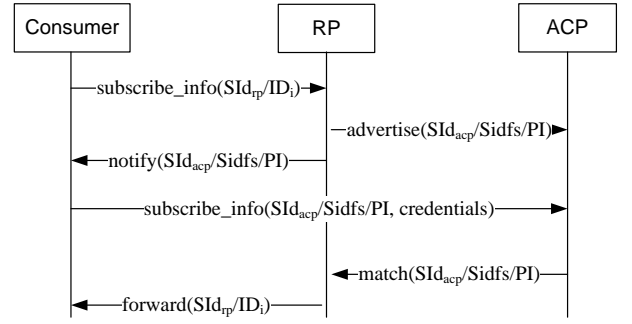 Consumer RP ACP
subscribe_info(SId_rp/ID_i)
advertise(SId_acp/Sidfs/PI)
notify(SId_acp/Sidfs/PI)
subscribe_info(SId_acp/Sidfs/PI, credentials)
match(SId_acp/Sidfs/PI)
forward(SId_rp/ID_i)